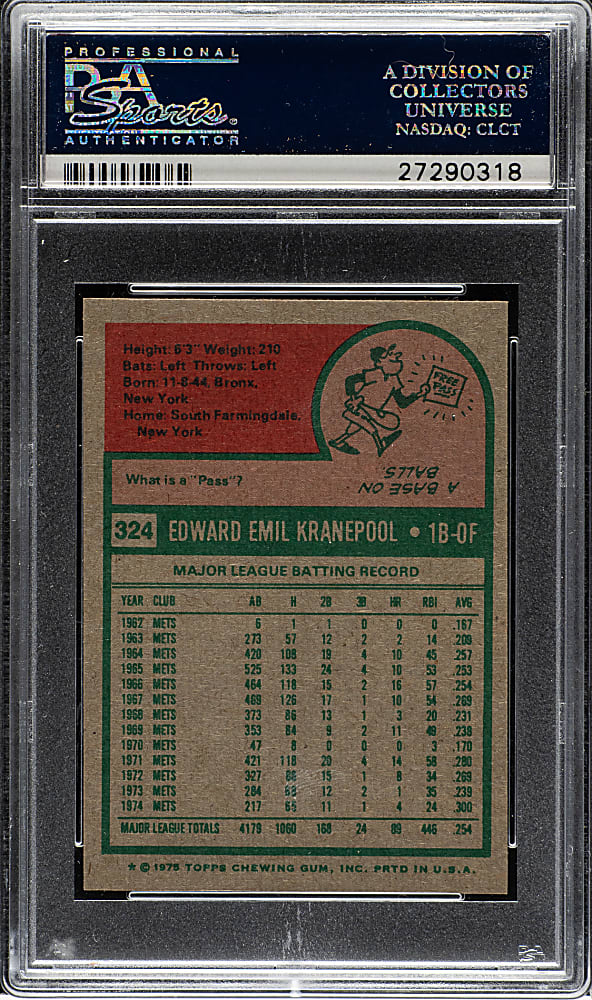 PROFESSIONAL
PSA
Sports
AUTHENTICATOR
A DIVISION OF
COLLECTORS
UNIVERSE
NASDAQ: CLCT
27290318
Height: 6'3" Weight: 210
Bats: Left Throws: Left
Born: 11-8-44, Bronx,
New York
Home: South Farmingdale,
New York
FREE
PASS
What is a "Pass"?
A BASE ON
BALLS.
324 EDWARD EMIL KRANEPOOL • 1B-OF
MAJOR LEAGUE BATTING RECORD
YEAR CLUB AB H 2B 3B HR RBI AVG
1962 METS 6 1 1 0 0 0 .167
1963 METS 273 57 12 2 2 14 .209
1964 METS 420 108 19 4 10 45 .257
1965 METS 525 133 24 4 10 53 .253
1966 METS 464 118 15 2 16 57 .254
1967 METS 469 126 17 1 10 54 .269
1968 METS 373 86 13 1 3 20 .231
1969 METS 353 84 9 2 11 49 .238
1970 METS 47 8 0 0 0 3 .170
1971 METS 421 118 20 4 14 58 .280
1972 METS 327 88 15 1 8 34 .269
1973 METS 284 68 12 2 1 35 .239
1974 METS 217 65 11 1 4 24 .300
MAJOR LEAGUE TOTALS 4179 1060 168 24 89 446 .254
* © 1975 TOPPS CHEWING GUM, INC. PRTD IN U.S.A.
PSA